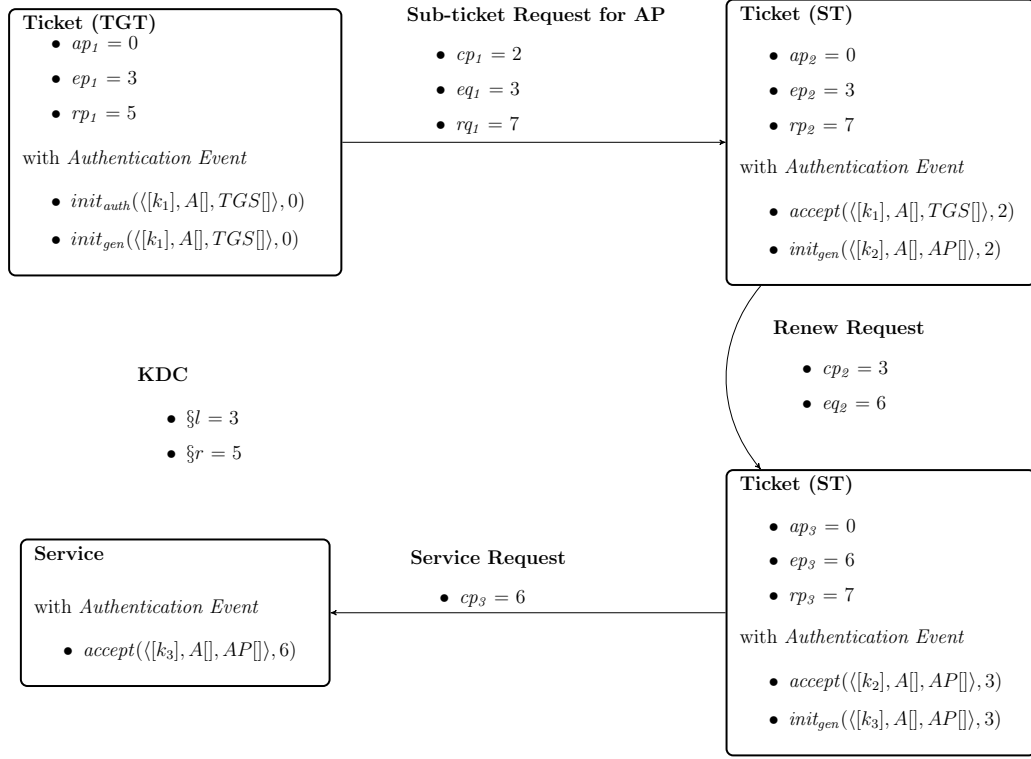 Ticket (TGT)
• ap₁ = 0
• ep₁ = 3
• rp₁ = 5
with Authentication Event
• init_auth(⟨[k₁], A[], TGS[]⟩, 0)
• init_gen(⟨[k₁], A[], TGS[]⟩, 0)
Sub-ticket Request for AP
• cp₁ = 2
• eq₁ = 3
• rq₁ = 7
Ticket (ST)
• ap₂ = 0
• ep₂ = 3
• rp₂ = 7
with Authentication Event
• accept(⟨[k₁], A[], TGS[]⟩, 2)
• init_gen(⟨[k₂], A[], AP[]⟩, 2)
Renew Request
• cp₂ = 3
• eq₂ = 6
KDC
• §l = 3
• §r = 5
Ticket (ST)
• ap₃ = 0
• ep₃ = 6
• rp₃ = 7
with Authentication Event
• accept(⟨[k₂], A[], AP[]⟩, 3)
• init_gen(⟨[k₃], A[], AP[]⟩, 3)
Service Request
• cp₃ = 6
Service
with Authentication Event
• accept(⟨[k₃], A[], AP[]⟩, 6)